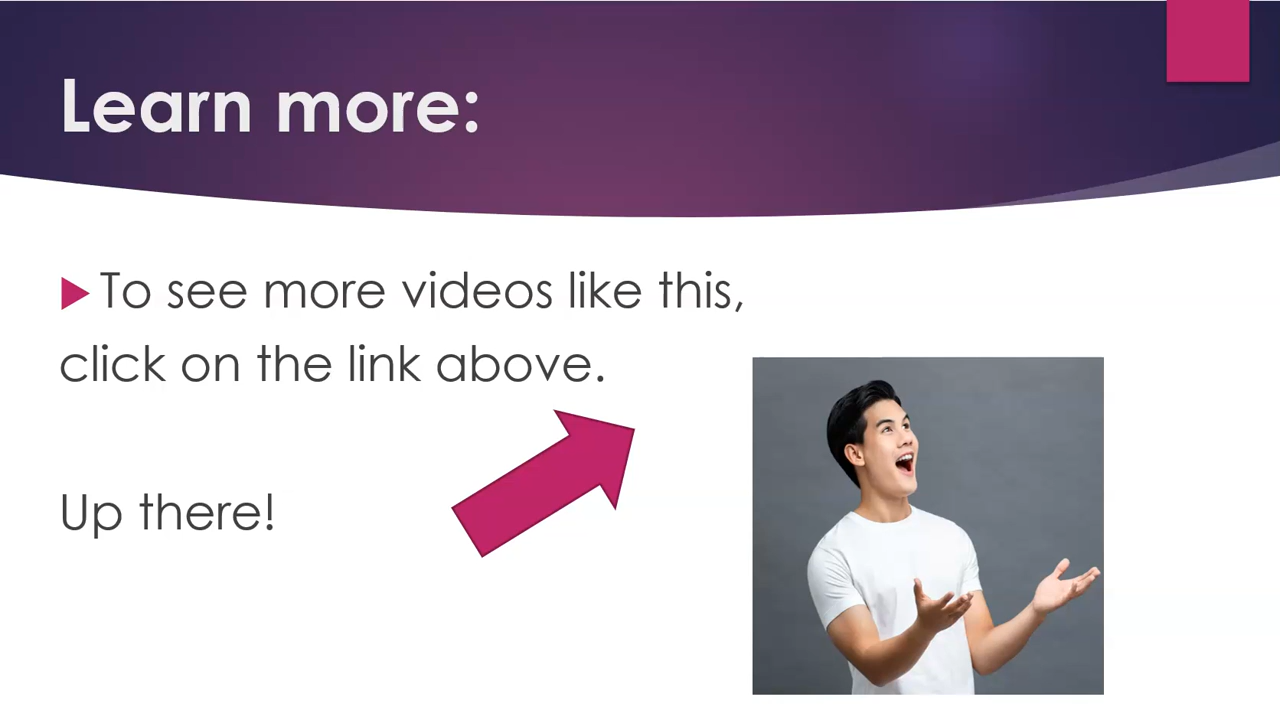 Learn more:
To see more videos like this,
click on the link above.
Up there!